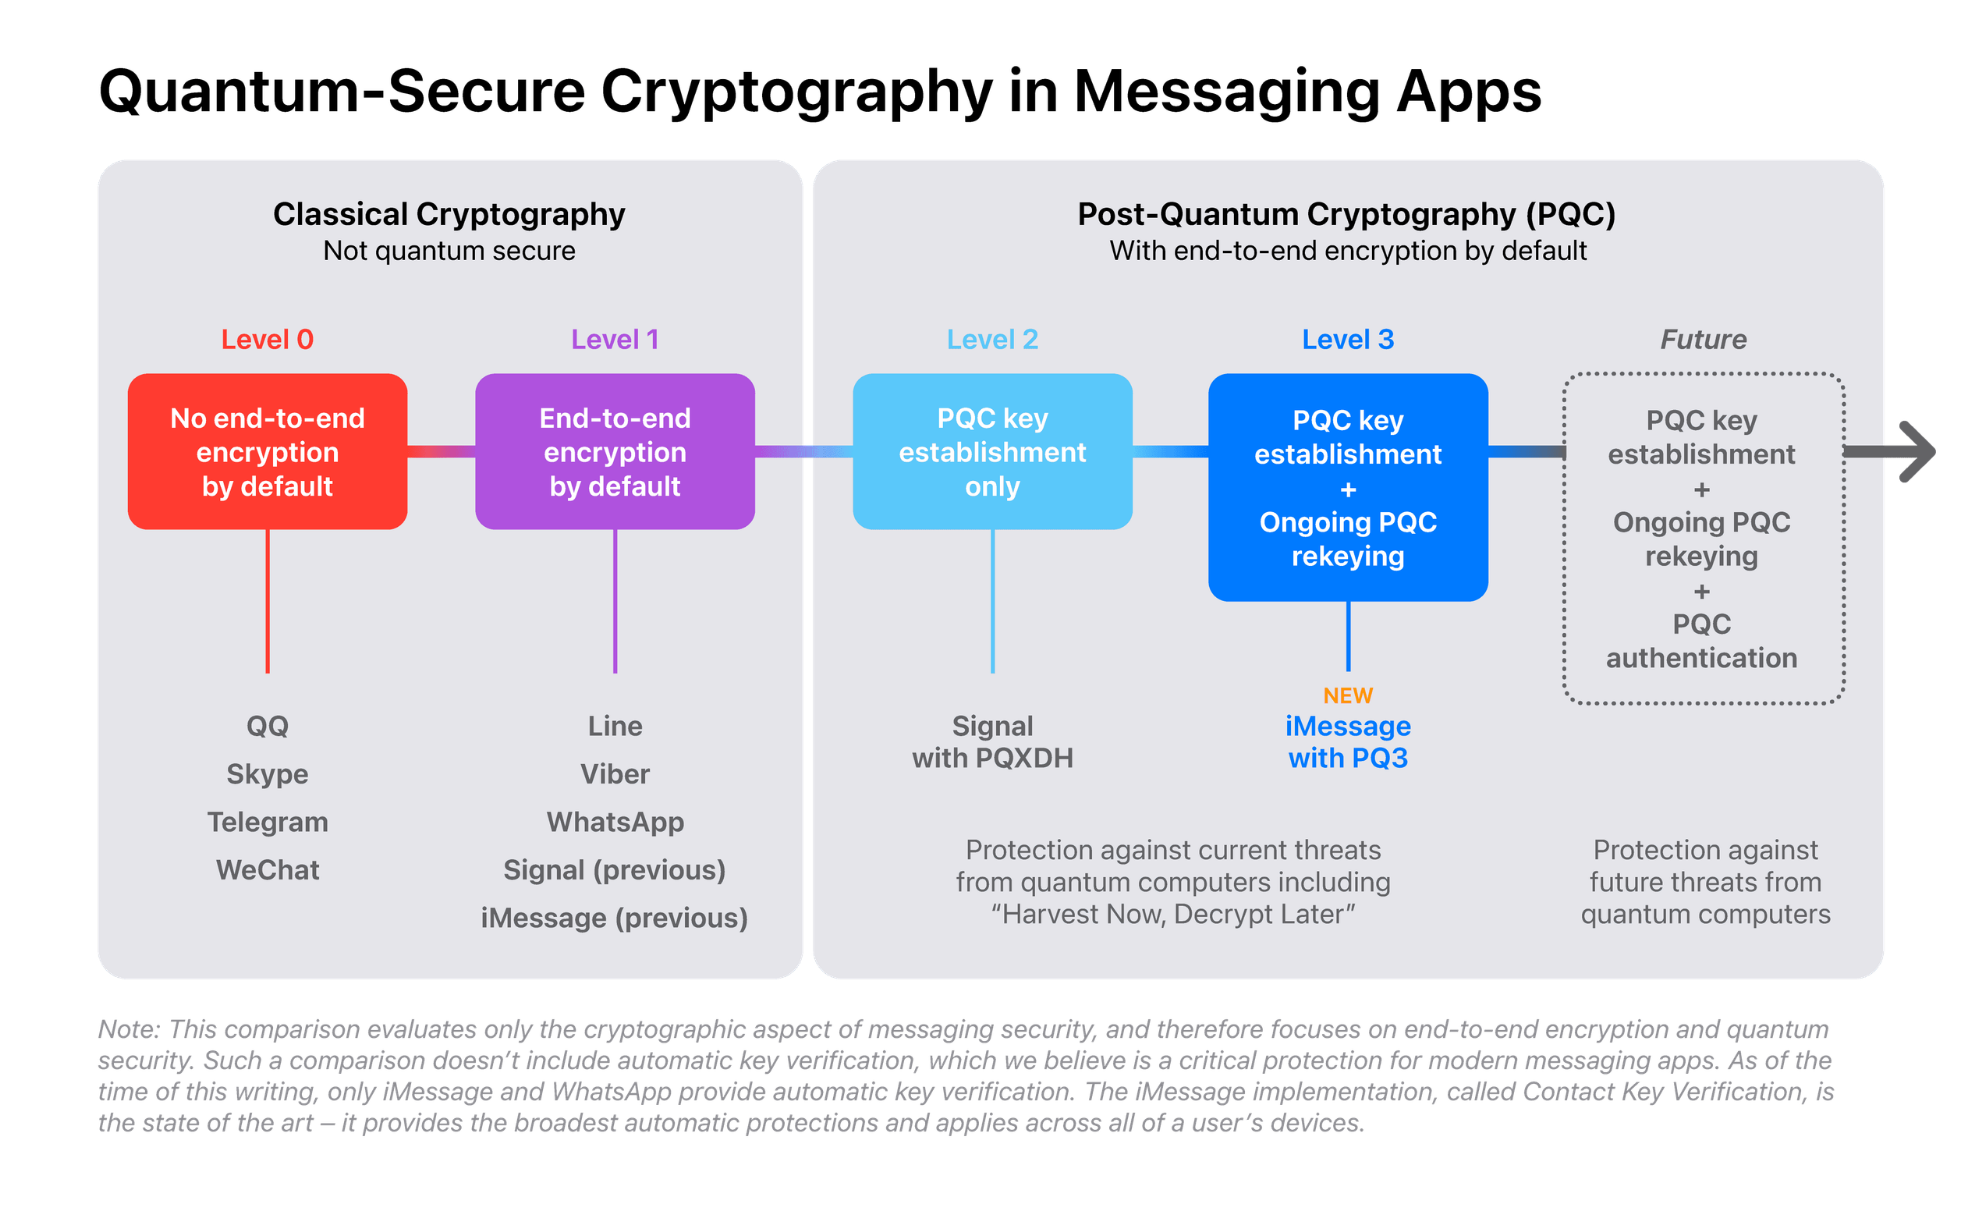 Quantum-Secure Cryptography in Messaging Apps
Classical Cryptography
Not quantum secure
Level 0
No end-to-end
encryption
by default
QQ
Skype
Telegram
WeChat
Level 1
End-to-end
encryption
by default
Line
Viber
WhatsApp
Signal (previous)
iMessage (previous)
Post-Quantum Cryptography (PQC)
With end-to-end encryption by default
Level 2
PQC key
establishment
only
Signal
with PQXDH
Level 3
PQC key
establishment
+
Ongoing PQC
rekeying
NEW
iMessage
with PQ3
Protection against current threats
from quantum computers including
“Harvest Now, Decrypt Later”
Future
PQC key
establishment
+
Ongoing PQC
rekeying
+
PQC
authentication
Protection against
future threats from
quantum computers
Note: This comparison evaluates only the cryptographic aspect of messaging security, and therefore focuses on end-to-end encryption and quantum
security. Such a comparison doesn’t include automatic key verification, which we believe is a critical protection for modern messaging apps. As of the
time of this writing, only iMessage and WhatsApp provide automatic key verification. The iMessage implementation, called Contact Key Verification, is
the state of the art – it provides the broadest automatic protections and applies across all of a user’s devices.